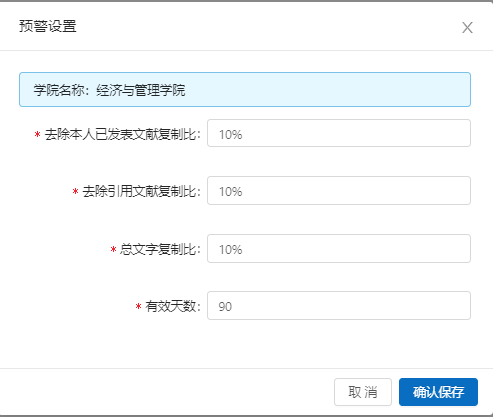 预警设置
学院名称：经济与管理学院
* 去除本人已发表文献复制比： 10%
* 去除引用文献复制比： 10%
* 总文字复制比： 10%
* 有效天数： 90
取 消 确认保存